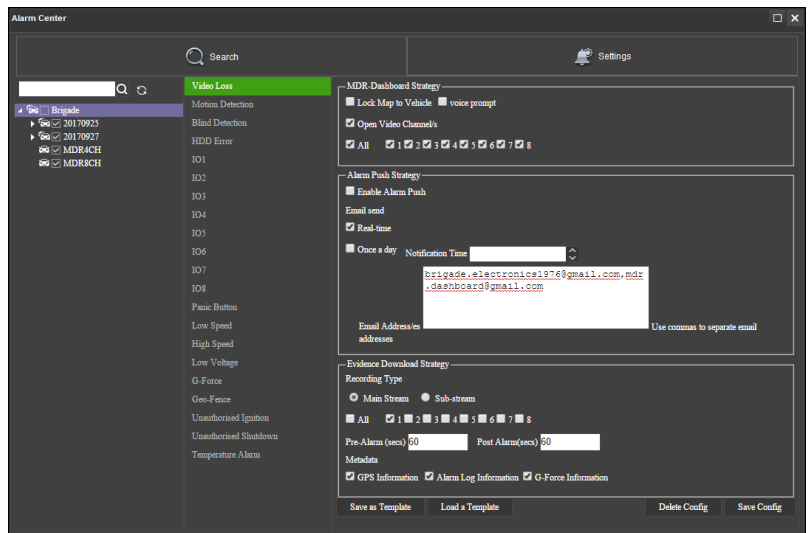 Alarm Center
Search
Settings
Brigade
20170925
20170927
MDR4CH
MDR8CH
Video Loss
Motion Detection
Blind Detection
HDD Error
IO1
IO2
IO3
IO4
IO5
IO6
IO7
IO8
Panic Button
Low Speed
High Speed
Low Voltage
G-Force
Geo-Fence
Unauthorised Ignition
Unauthorised Shutdown
Temperature Alarm
MDR-Dashboard Strategy
Lock Map to Vehicle voice prompt
Open Video Channel/s
All 1 2 3 4 5 6 7 8
Alarm Push Strategy
Enable Alarm Push
Email send
Real-time
Once a day Notification Time
brigade.electronics1976@gmail.com,mdr
.dashboard@gmail.com
Email Address/es Use commas to separate email
addresses
Evidence Download Strategy
Recording Type
Main Stream Sub-stream
All 1 2 3 4 5 6 7 8
Pre-Alarm (secs) 60 Post Alarm(secs) 60
Metadata
GPS Information Alarm Log Information G-Force Information
Save as Template Load a Template Delete Config Save Config